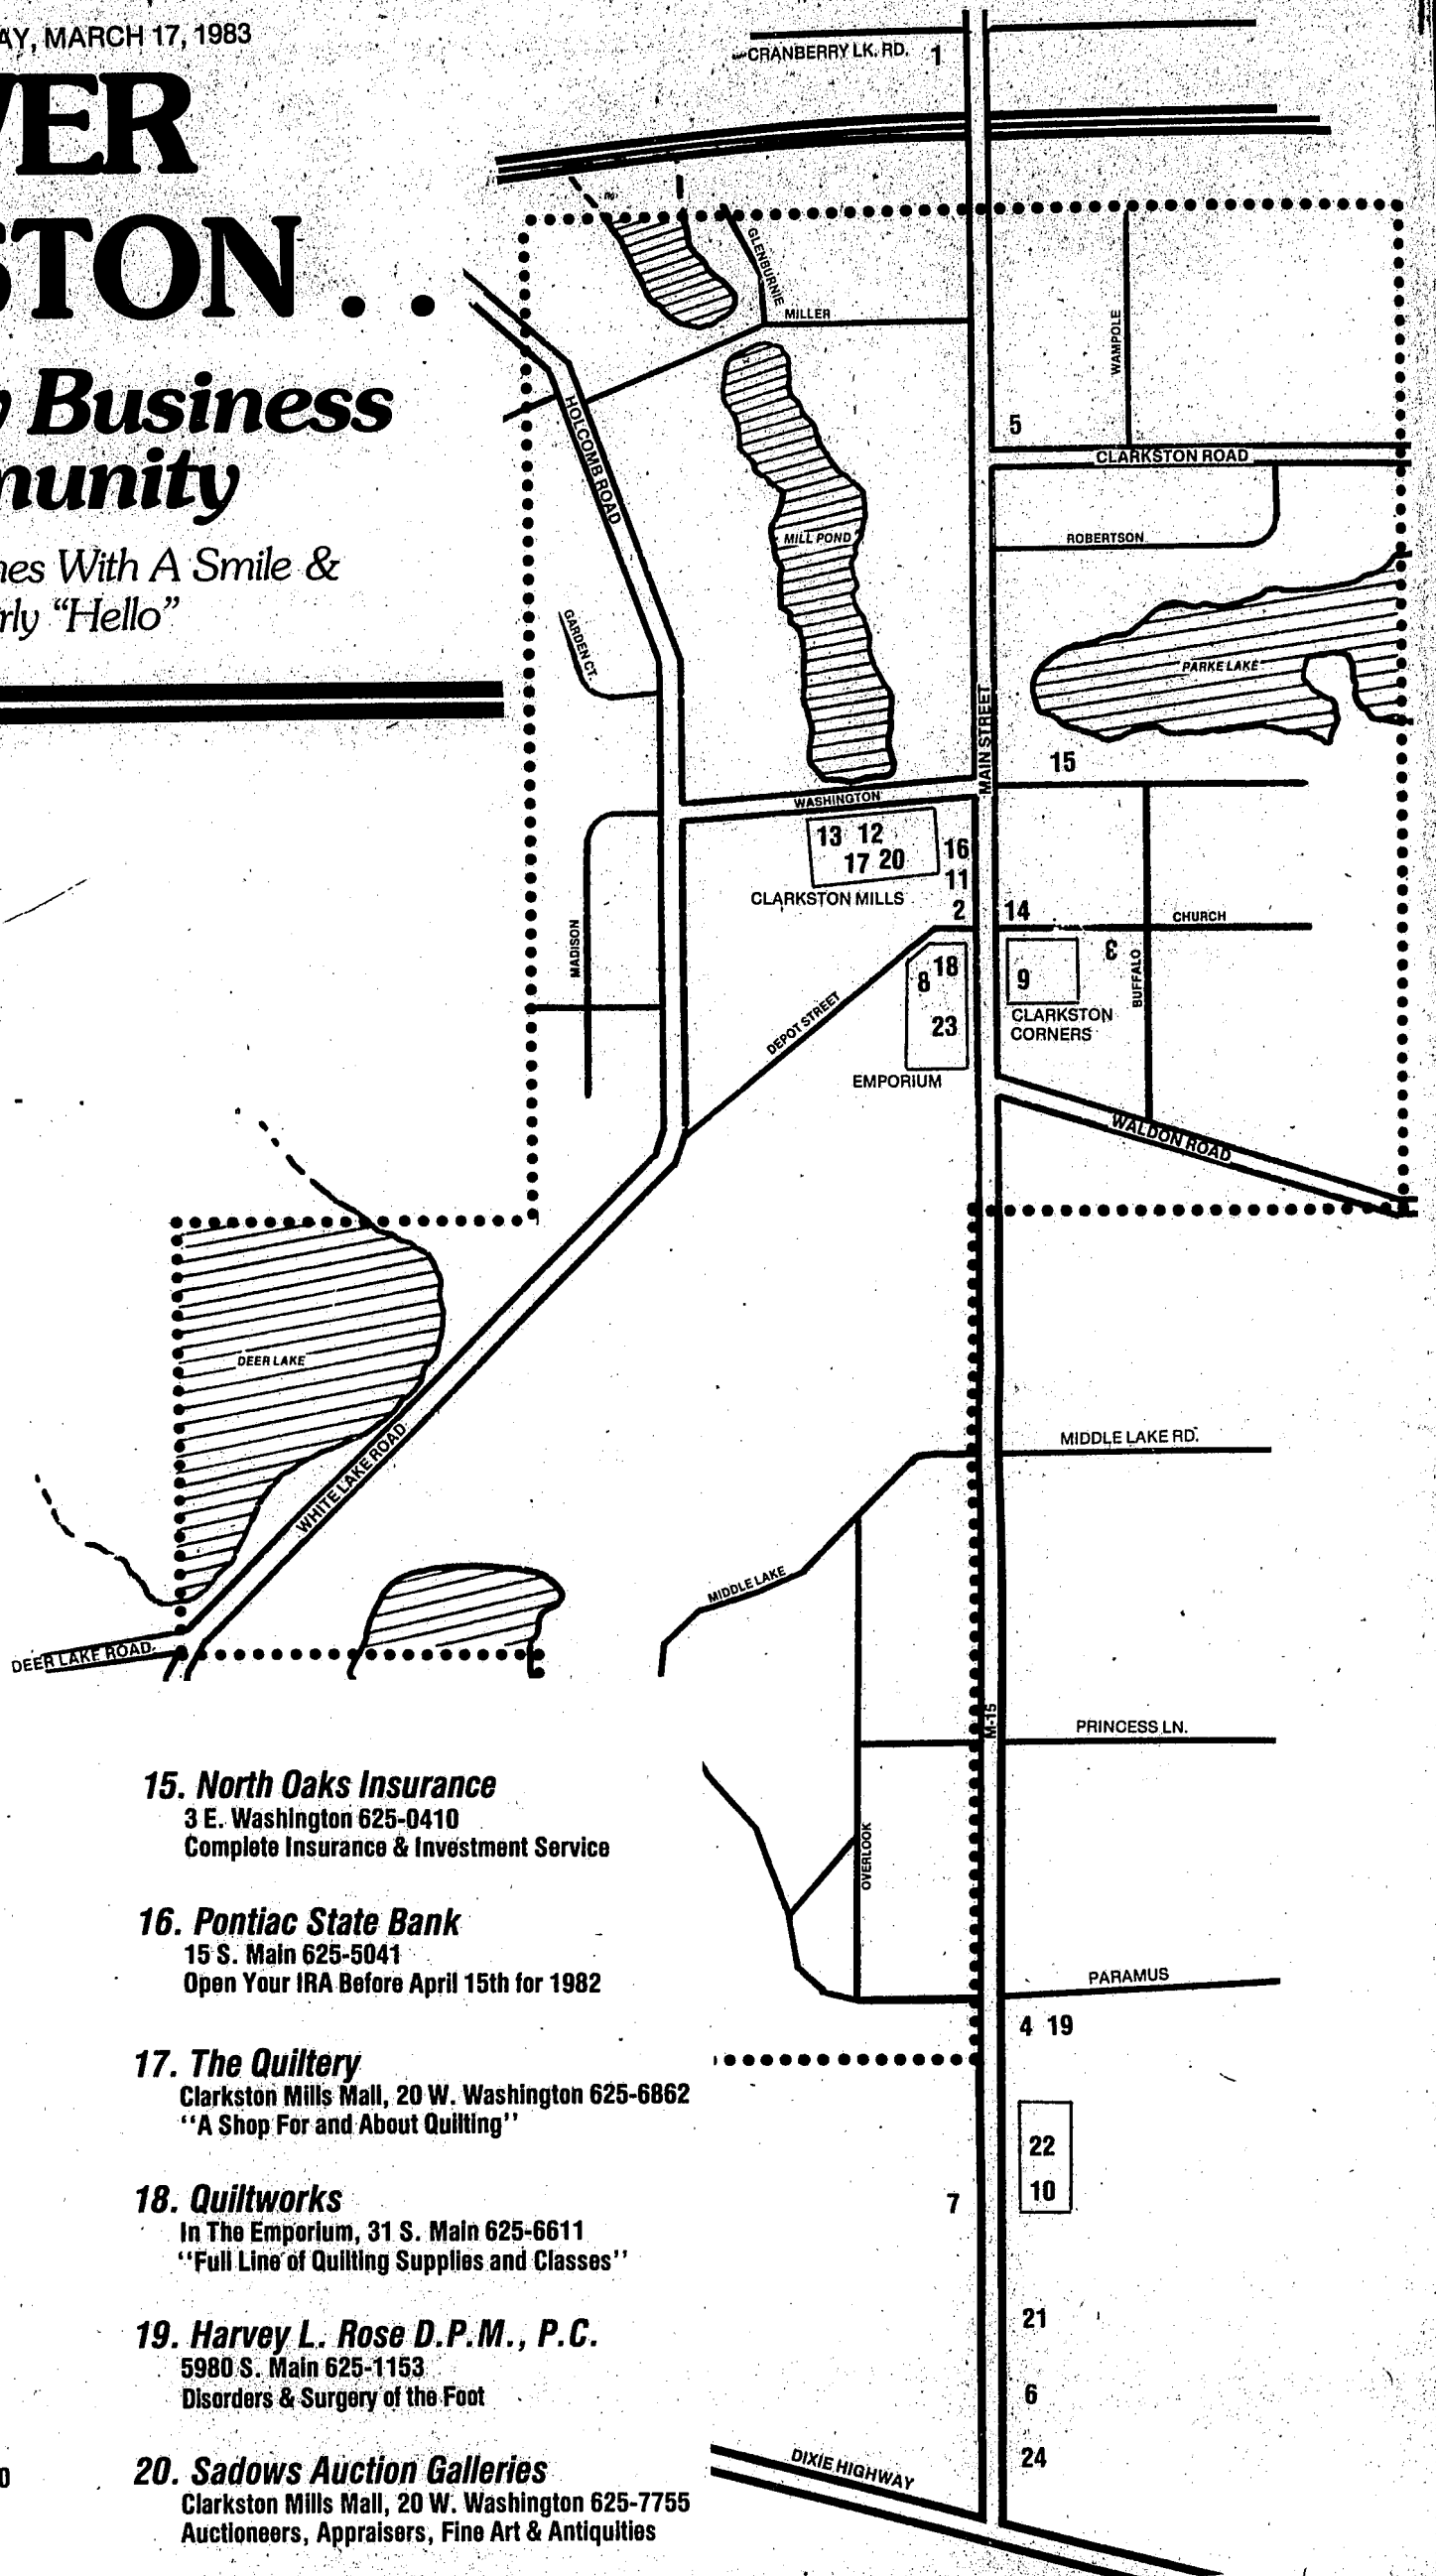 AY, MARCH 17, 1983
VER
STON . .
Business
munity
nes With A Smile &
rly "Hello"
CRANBERRY LK. RD. 1
GLENBURNIE
MILLER
WAMPOLE
5
CLARKSTON ROAD
HOLCOMB ROAD
ROBERTSON
MILL POND
GARDEN CT.
PARKE LAKE
MAIN STREET
15
WASHINGTON
13 12
17 20
16
11
CLARKSTON MILLS
2
14
CHURCH
MADISON
3
BUFFALO
18
8
9
23
CLARKSTON
CORNERS
DEPOT STREET
EMPORIUM
WALDON ROAD
DEER LAKE
WHITE LAKE ROAD
MIDDLE LAKE RD.
MIDDLE LAKE
DEER LAKE ROAD
M-15
PRINCESS LN.
OVERLOOK
PARAMUS
4 19
22
10
7
21
6
24
DIXIE HIGHWAY
15. North Oaks Insurance
3 E. Washington 625-0410
Complete Insurance & Investment Service
16. Pontiac State Bank
15 S. Main 625-5041
Open Your IRA Before April 15th for 1982
17. The Quiltery
Clarkston Mills Mall, 20 W. Washington 625-6862
"A Shop For and About Quilting"
18. Quiltworks
In The Emporium, 31 S. Main 625-6611
"Full Line of Quilting Supplies and Classes"
19. Harvey L. Rose D.P.M., P.C.
5980 S. Main 625-1153
Disorders & Surgery of the Foot
0
20. Sadows Auction Galleries
Clarkston Mills Mall, 20 W. Washington 625-7755
Auctioneers, Appraisers, Fine Art & Antiquities